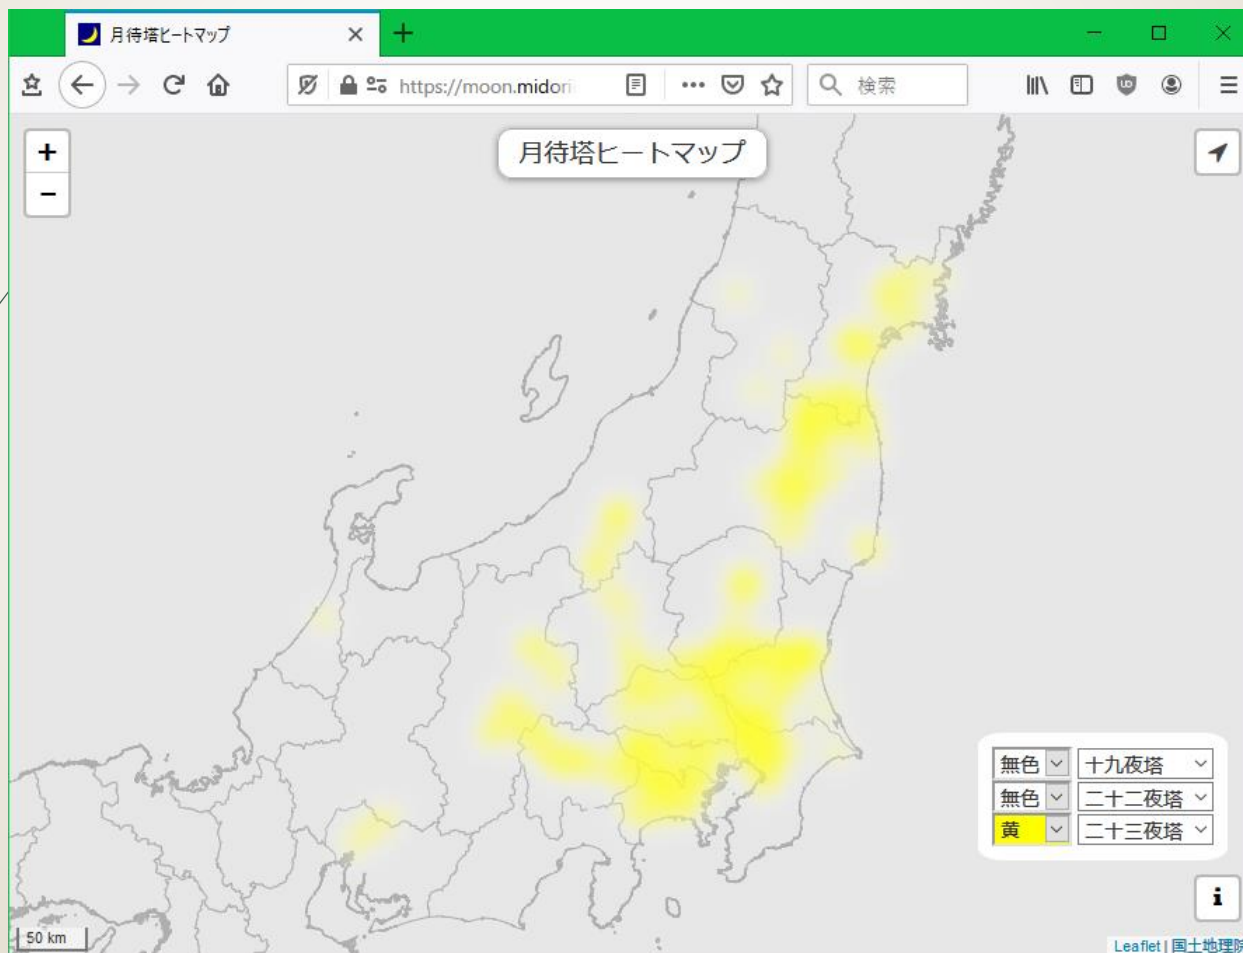 月待塔ヒートマップ
https://moon.midori
検索
+
月待塔ヒートマップ
−
無色 十九夜塔
無色 二十二夜塔
黄 二十三夜塔
i
50 km
Leaflet | 国土地理院